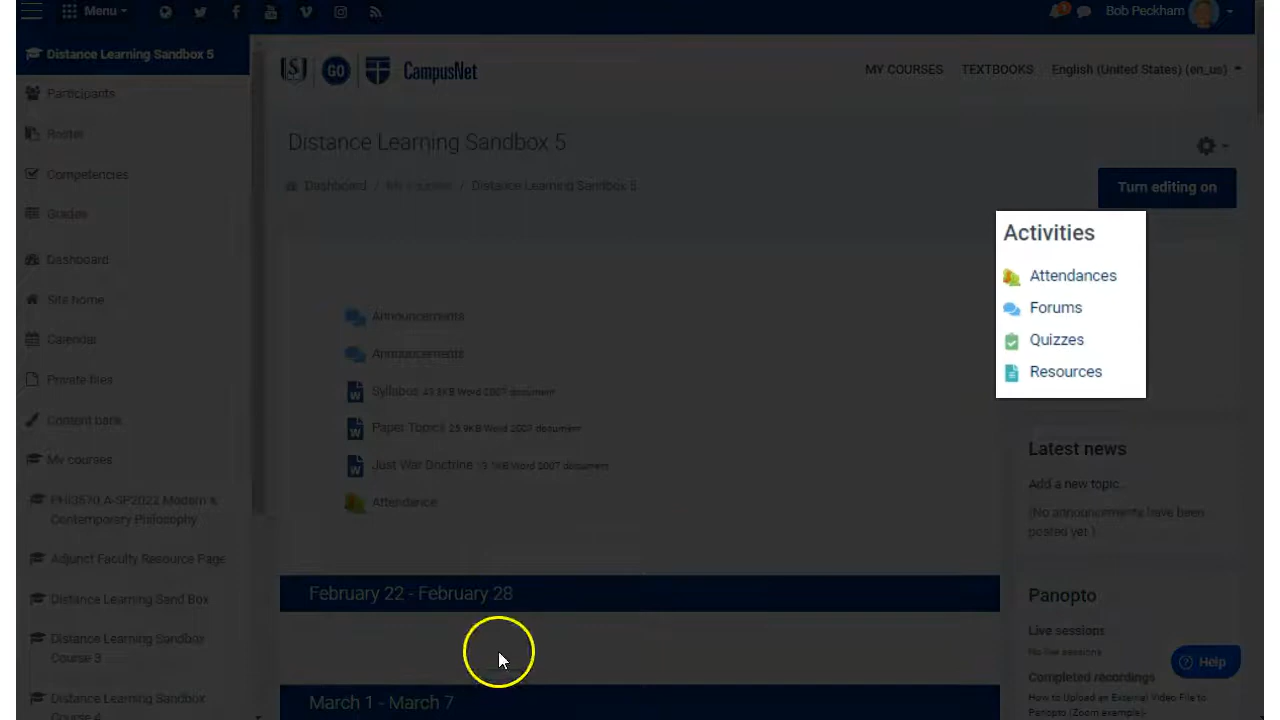 Menu
Bob Peckham
Distance Learning Sandbox 5
Participants
Roster
Competencies
Grades
Dashboard
Site home
Calendar
Private files
Content bank
My courses
PHI3570.A-SP2022 Modern &
Contemporary Philosophy
Adjunct Faculty Resource Page
Distance Learning Sand Box
Distance Learning Sandbox
Course 3
Distance Learning Sandbox
Course 4
GO CampusNet
MY COURSES TEXTBOOKS English (United States) (en_us)
Distance Learning Sandbox 5
Dashboard / My courses / Distance Learning Sandbox 5
Turn editing on
Announcements
Announcements
Syllabus 43.8KB Word 2007 document
Paper Topics 25.9KB Word 2007 document
Just War Doctrine Word 2007 document
Attendance
February 22 - February 28
March 1 - March 7
Activities
Attendances
Forums
Quizzes
Resources
Latest news
Add a new topic...
(No announcements have been
posted yet.)
Panopto
Live sessions
No live sessions
Completed recordings
How to Upload an External Video File to
Panopto (Zoom example)-
Help